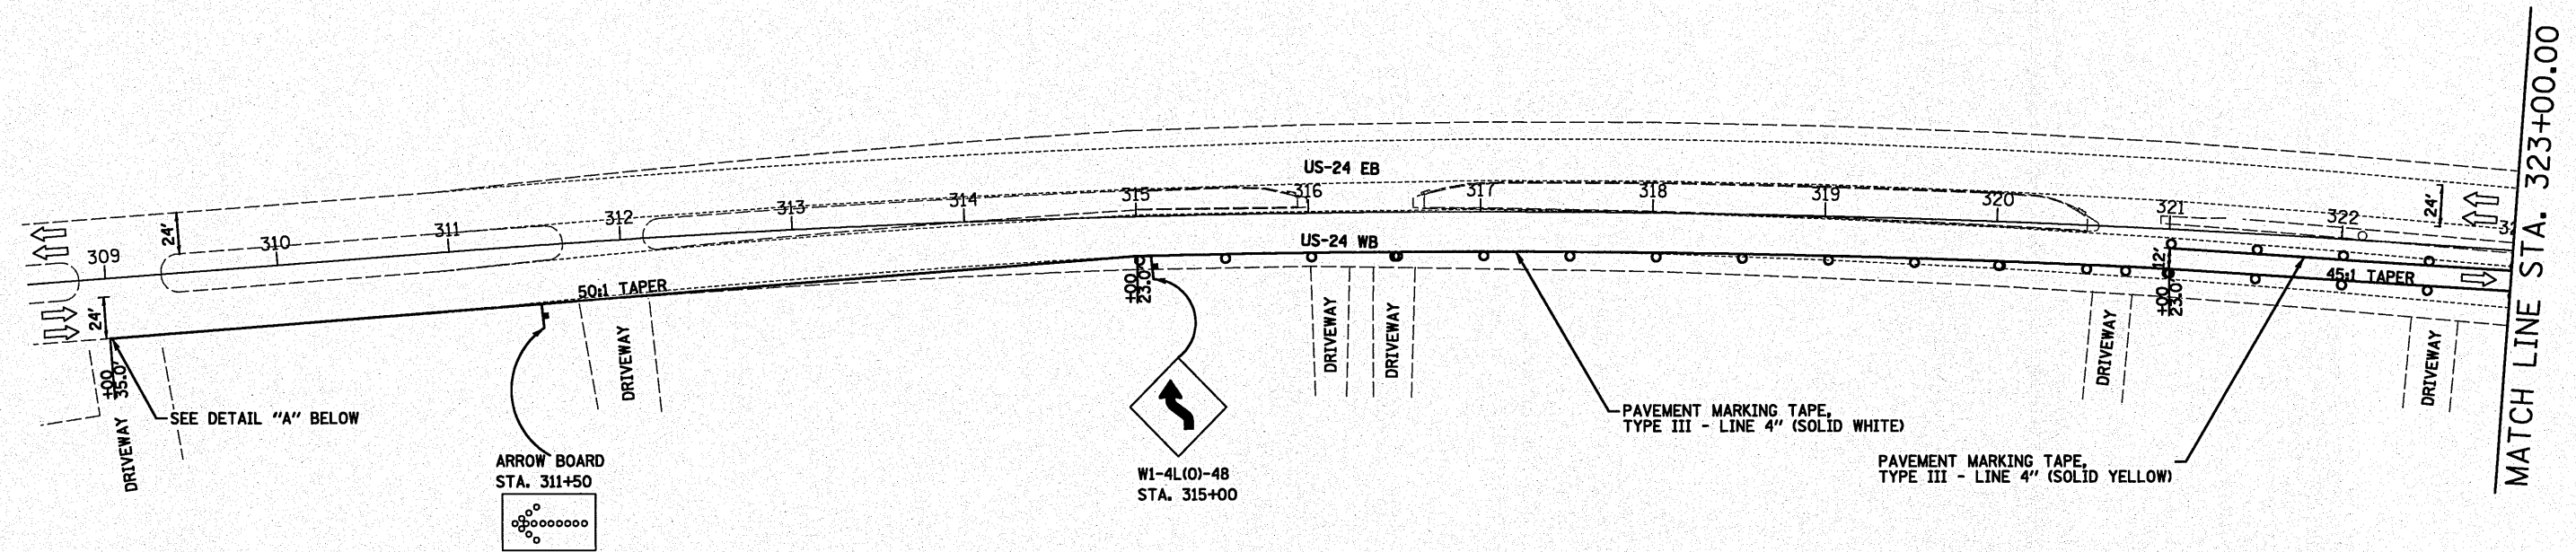 MATCH LINE STA. 323+00.00
US-24 EB
309
310
311
312
313
314
315
316
317
318
319
320
321
322
24'
24'
24'
12'
US-24 WB
50:1 TAPER
45:1 TAPER
+00
35.0'
+00
23.0'
+00
23.0'
DRIVEWAY
DRIVEWAY
DRIVEWAY
DRIVEWAY
DRIVEWAY
DRIVEWAY
SEE DETAIL "A" BELOW
ARROW BOARD
STA. 311+50
W1-4L(O)-48
STA. 315+00
PAVEMENT MARKING TAPE,
TYPE III - LINE 4" (SOLID WHITE)
PAVEMENT MARKING TAPE,
TYPE III - LINE 4" (SOLID YELLOW)